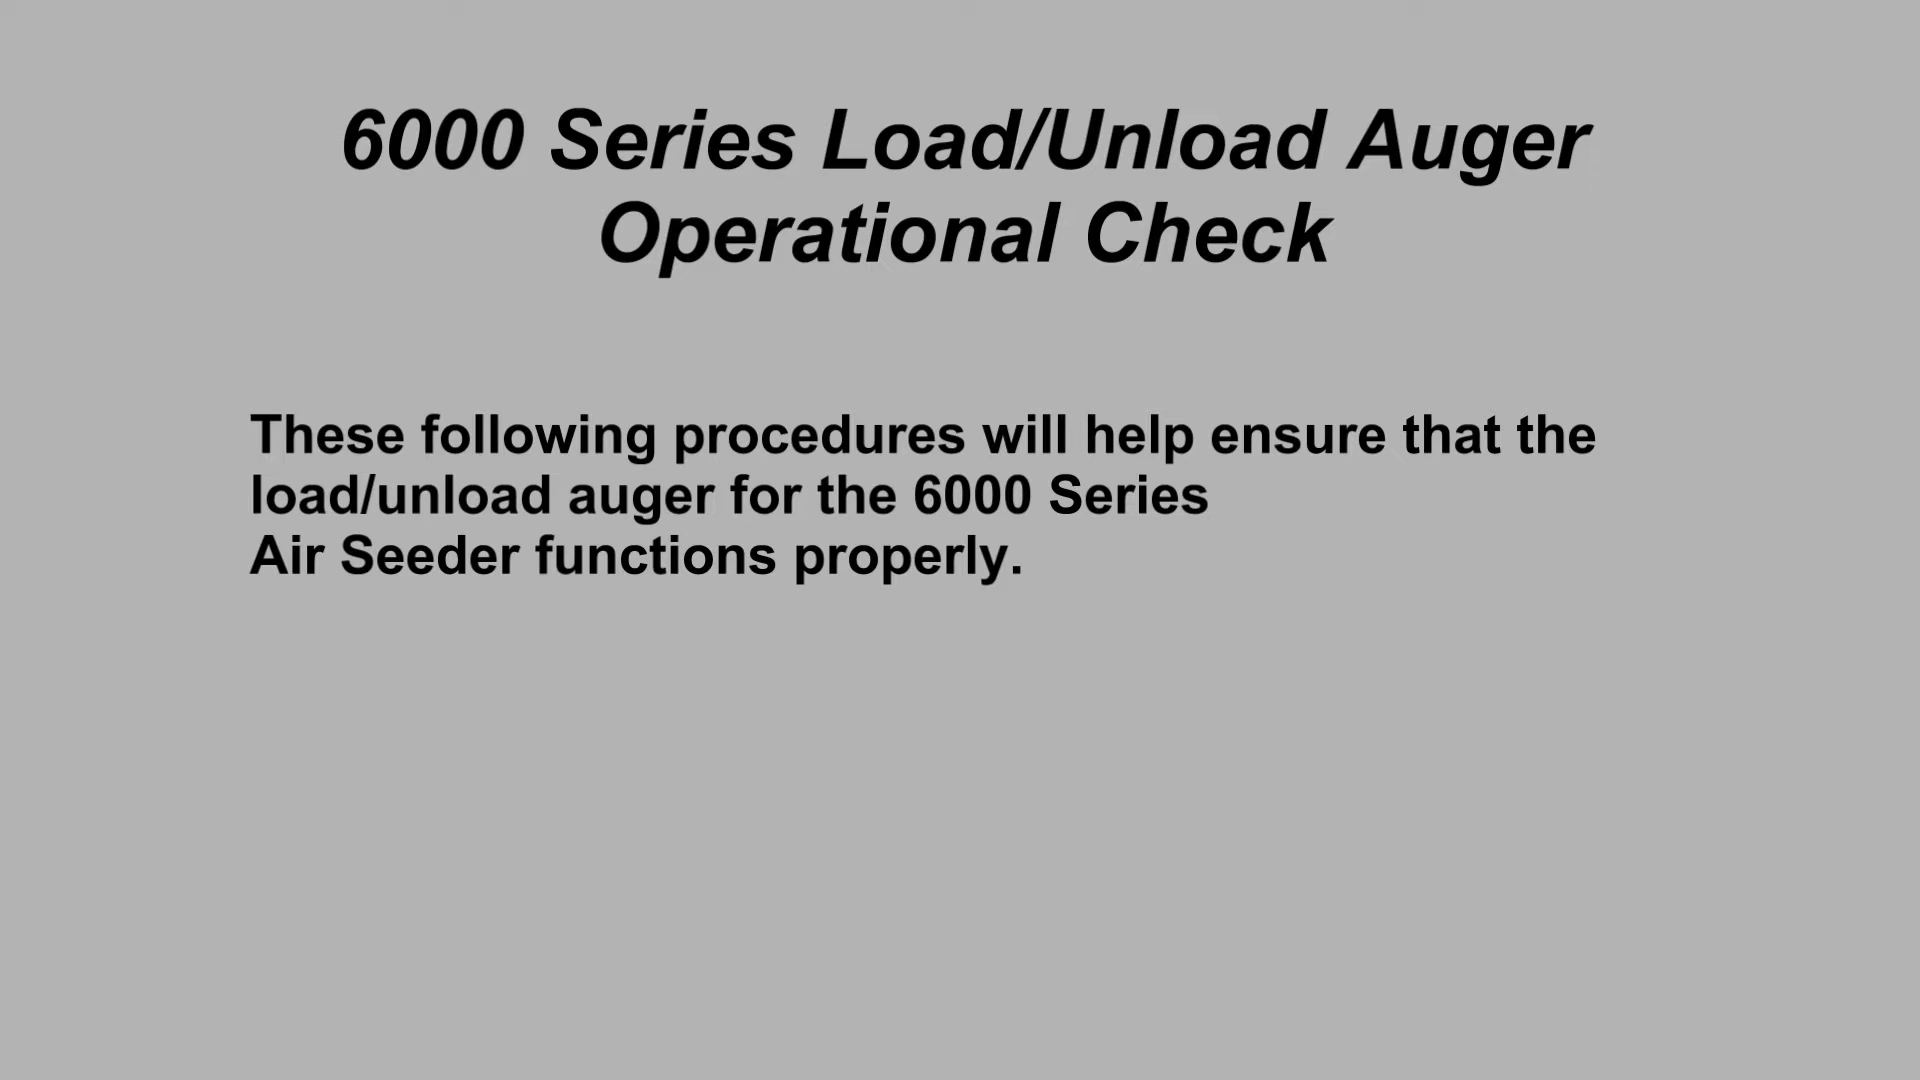 6000 Series Load/Unload Auger
Operational Check
These following procedures will help ensure that the
load/unload auger for the 6000 Series
Air Seeder functions properly.